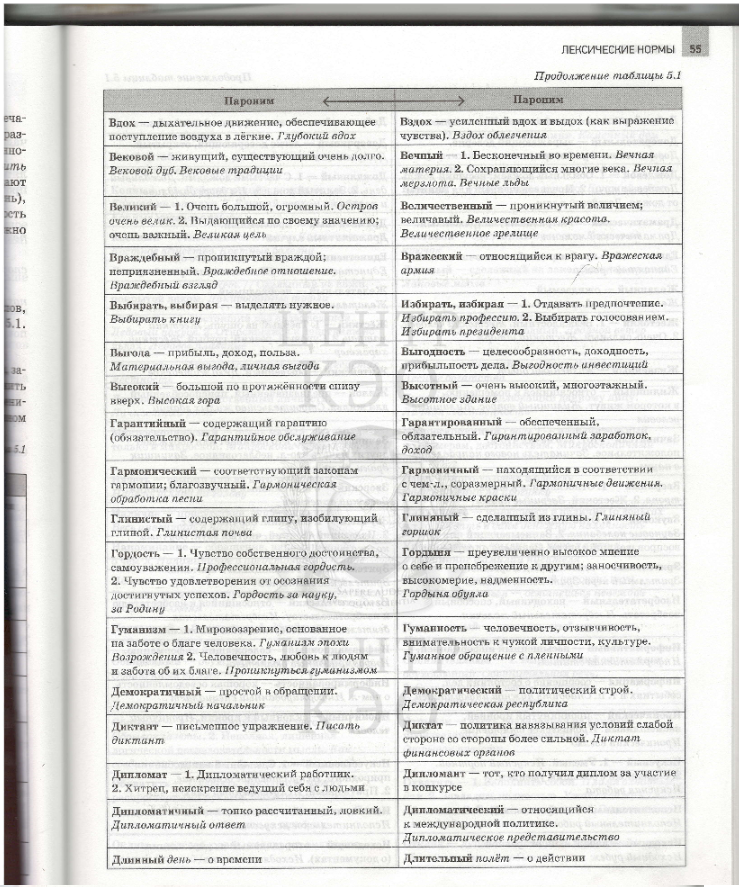 ЛЕКСИЧЕСКИЕ НОРМЫ 55
Продолжение таблицы 5.1
Пароним
Пароним
Вдох — дыхательное движение, обеспечивающее
поступление воздуха в лёгкие. Глубокий вдох
Вздох — усиленный вдох и выдох (как выражение
чувства). Вздох облегчения
Вековой — живущий, существующий очень долго.
Вековой дуб. Вековые традиции
Вечный — 1. Бесконечный во времени. Вечная
материя. 2. Сохраняющийся многие века. Вечная
мерзлота. Вечные льды
Великий — 1. Очень большой, огромный. Остров
очень велик. 2. Выдающийся по своему значению;
очень важный. Великая цель
Величественный — проникнутый величием;
величавый. Величественная красота.
Величественное зрелище
Враждебный — проникнутый враждой;
неприязненный. Враждебное отношение.
Враждебный взгляд
Вражеский — относящийся к врагу. Вражеская
армия
Выбирать, выбирая — выделять нужное.
Выбирать книгу
Избирать, избирая — 1. Отдавать предпочтение.
Избирать профессию. 2. Выбирать голосованием.
Избирать президента
Выгода — прибыль, доход, польза.
Материальная выгода, личная выгода
Выгодность — целесообразность, доходность,
прибыльность дела. Выгодность инвестиций
Высокий — большой по протяжённости снизу
вверх. Высокая гора
Высотный — очень высокий, многоэтажный.
Высотное здание
Гарантийный — содержащий гарантию
(обязательство). Гарантийное обслуживание
Гарантированный — обеспеченный,
обязательный. Гарантированный заработок,
доход
Гармонический — соответствующий законам
гармонии; благозвучный. Гармоническая
обработка песни
Гармоничный — находящийся в соответствии
с чем-л., соразмерный. Гармоничные движения.
Гармоничные краски
Глинистый — содержащий глину, изобилующий
глиной. Глинистая почва
Глиняный — сделанный из глины. Глиняный
горшок
Гордость — 1. Чувство собственного достоинства,
самоуважения. Профессиональная гордость.
2. Чувство удовлетворения от осознания
достигнутых успехов. Гордость за науку,
за Родину
Гордыня — преувеличенно высокое мнение
о себе и пренебрежение к другим; заносчивость,
высокомерие, надменность.
Гордыня обуяла
Гуманизм — 1. Мировоззрение, основанное
на заботе о благе человека. Гуманизм эпохи
Возрождения 2. Человечность, любовь к людям
и забота об их благе. Проникнуться гуманизмом
Гуманность — человечность, отзывчивость,
внимательность к чужой личности, культуре.
Гуманное обращение с пленными
Демократичный — простой в обращении.
Демократичный начальник
Демократический — политический строй.
Демократическая республика
Диктант — письменное упражнение. Писать
диктант
Диктат — политика навязывания условий слабой
стороне со стороны более сильной. Диктат
финансовых органов
Дипломат — 1. Дипломатический работник.
2. Хитрец, неискренне ведущий себя с людьми
Дипломант — тот, кто получил диплом за участие
в конкурсе
Дипломатичный — тонко рассчитанный, ловкий.
Дипломатичный ответ
Дипломатический — относящийся
к международной политике.
Дипломатическое представительство
Длинный день — о времени
Длительный полёт — о действии
ЦЕНТР
КЭ
ЦЕНТР
КЭ